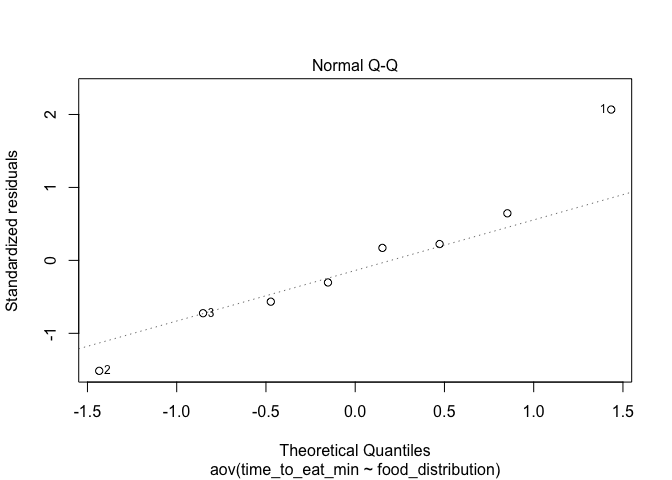 Normal Q-Q
Standardized residuals
2
1
0
-1
1
3
2
-1.5 -1.0 -0.5 0.0 0.5 1.0 1.5
Theoretical Quantiles
aov(time_to_eat_min ~ food_distribution)